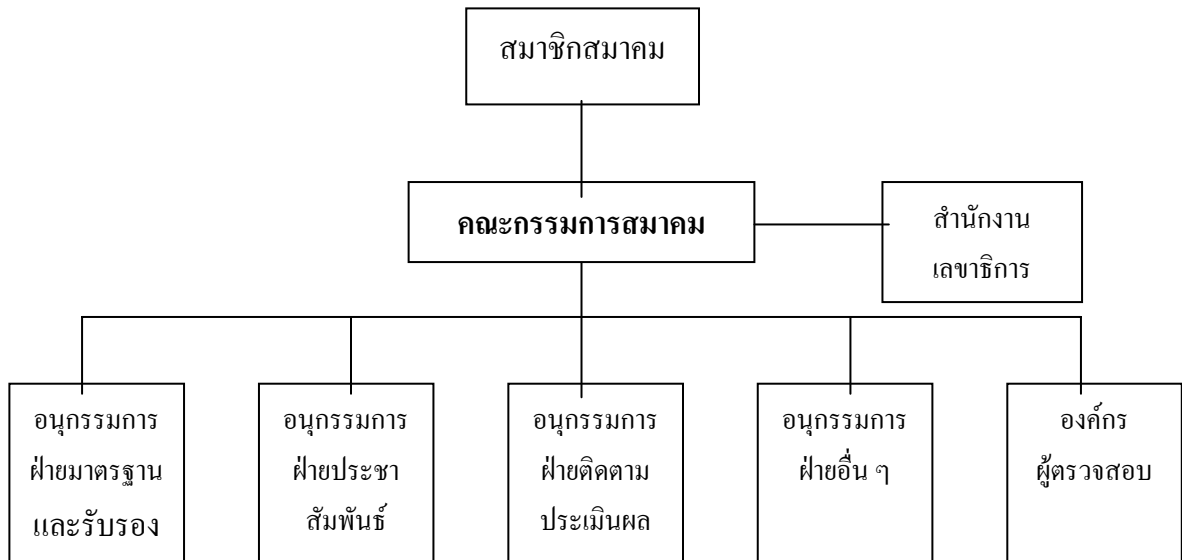 สมาชิกสมาคม
คณะกรรมการสมาคม
สำนักงาน
เลขาธิการ
อนุกรรมการ
ฝ่ายมาตรฐาน
และรับรอง
อนุกรรมการ
ฝ่ายประชา
สัมพันธ์
อนุกรรมการ
ฝ่ายติดตาม
ประเมินผล
อนุกรรมการ
ฝ่ายอื่น ๆ
องค์กร
ผู้ตรวจสอบ